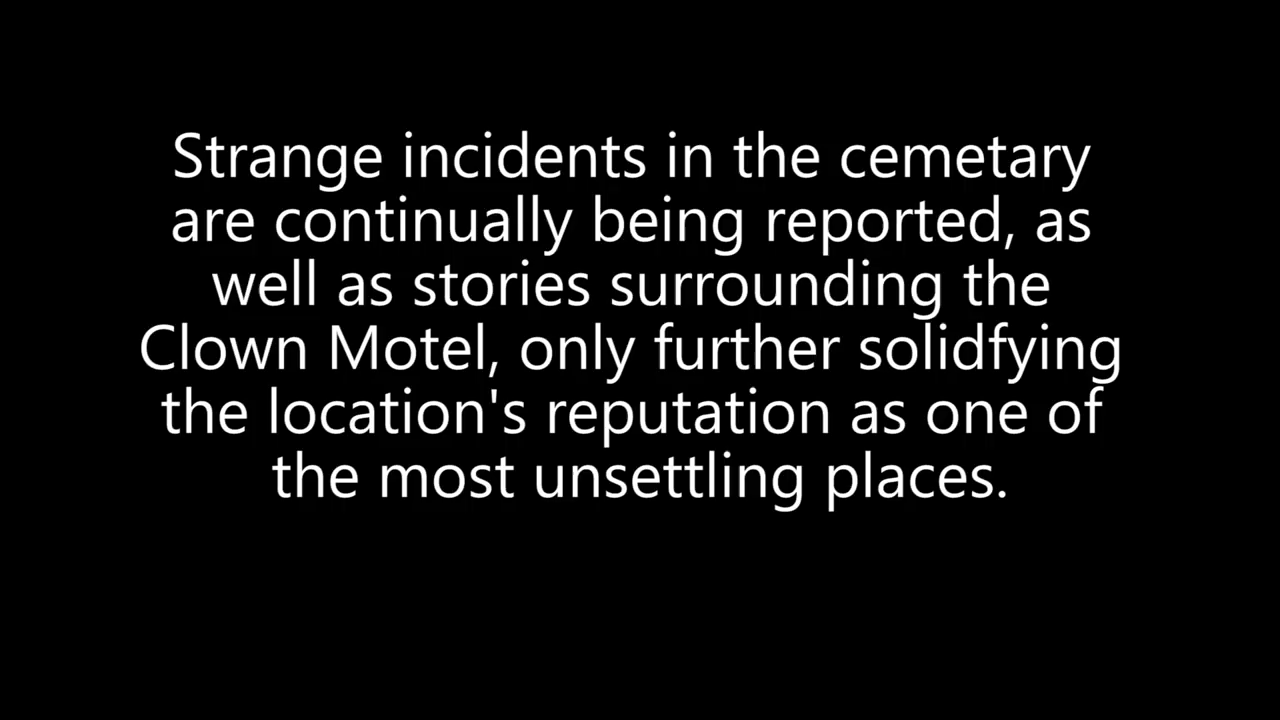 Strange incidents in the cemetary
are continually being reported, as
well as stories surrounding the
Clown Motel, only further solidfying
the location's reputation as one of
the most unsettling places.